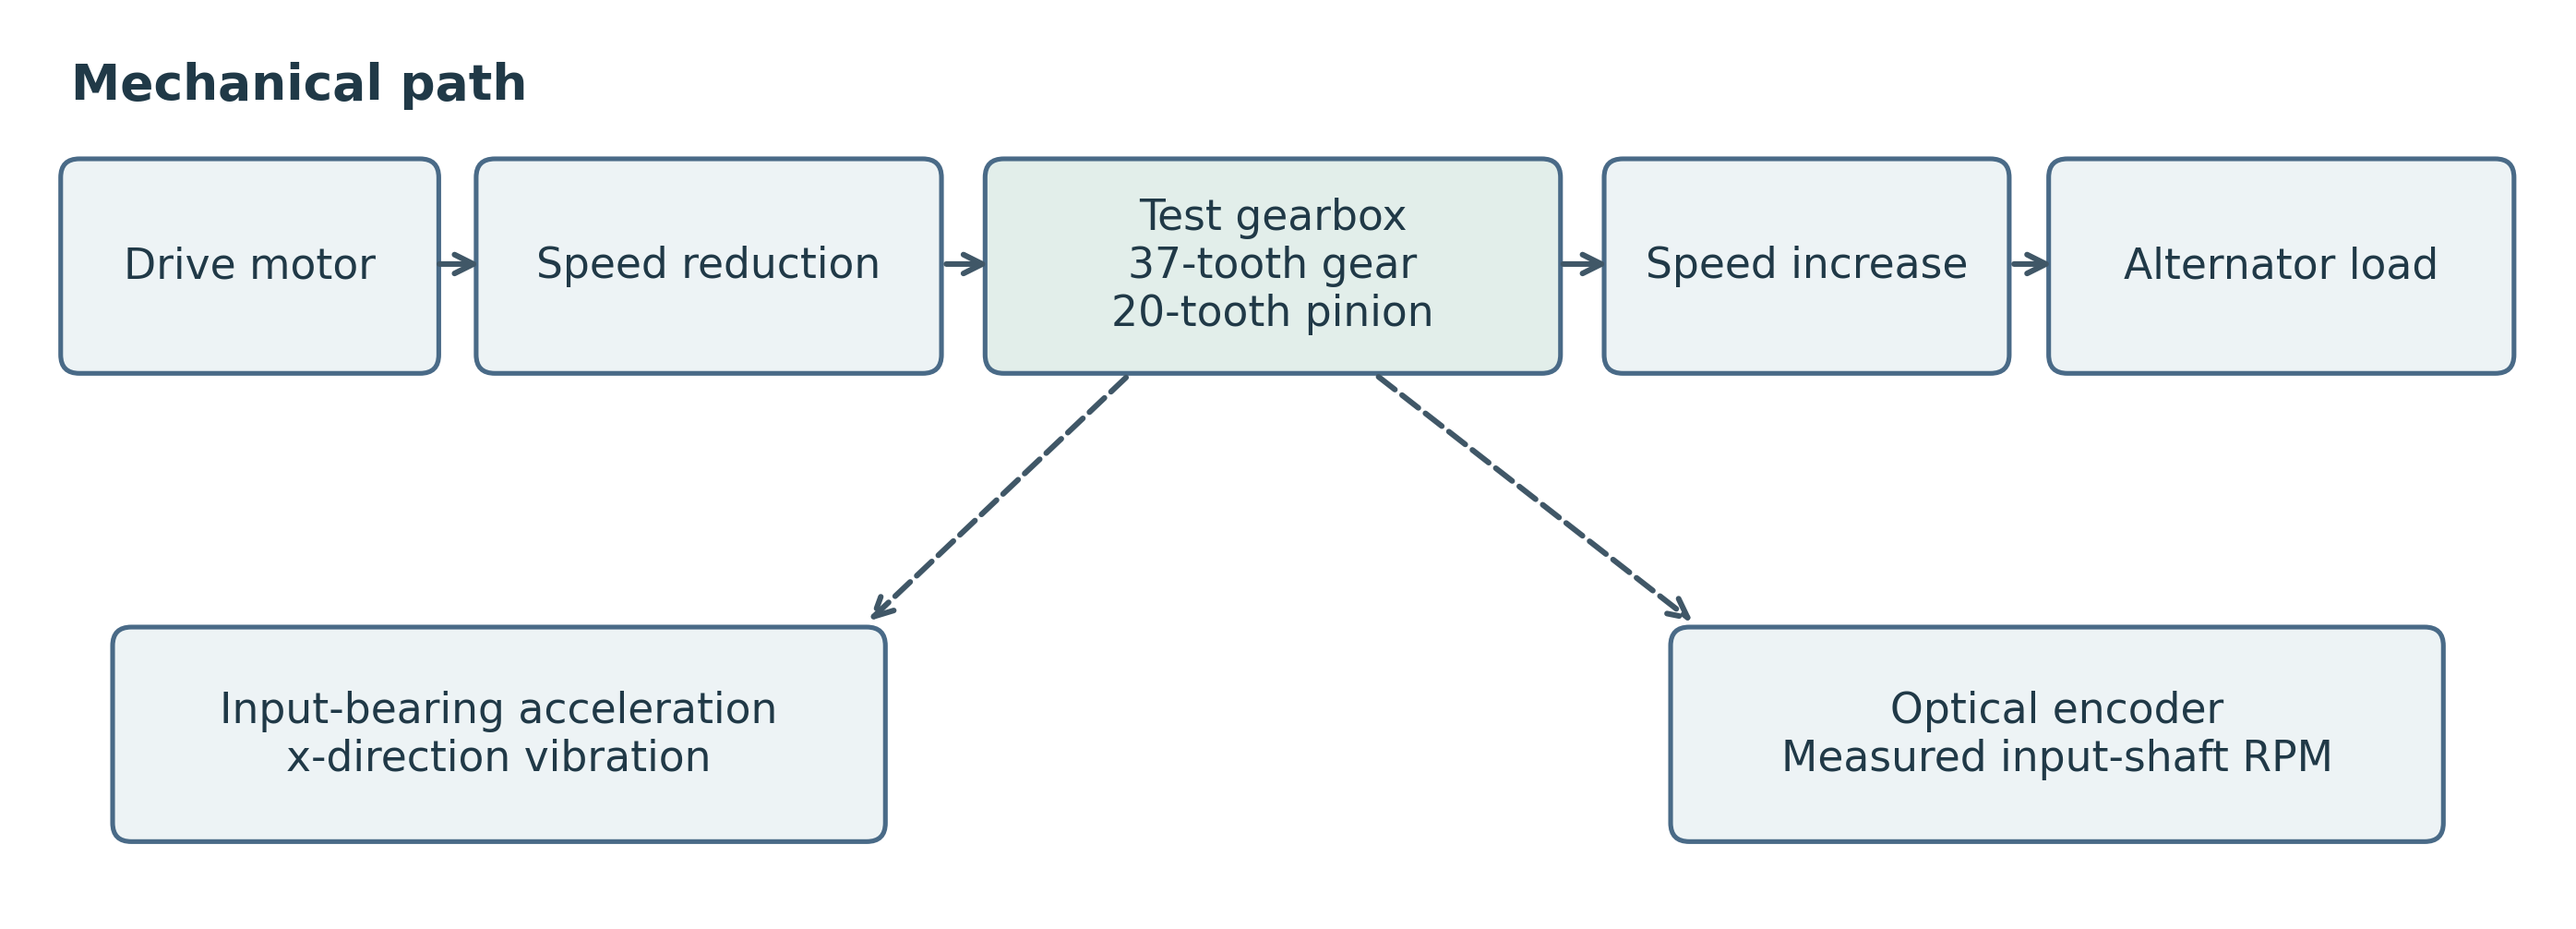 Mechanical path
Drive motor
Speed reduction
Test gearbox
37-tooth gear
20-tooth pinion
Speed increase
Alternator load
Input-bearing acceleration
x-direction vibration
Optical encoder
Measured input-shaft RPM